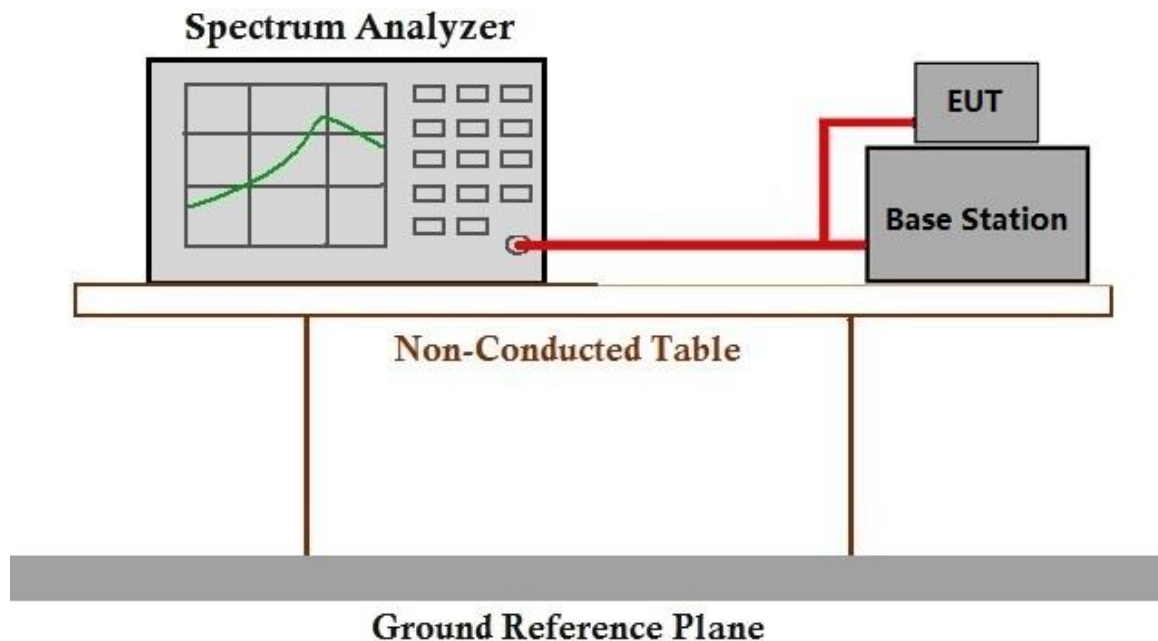 Spectrum Analyzer
EUT
Base Station
Non-Conducted Table
Ground Reference Plane